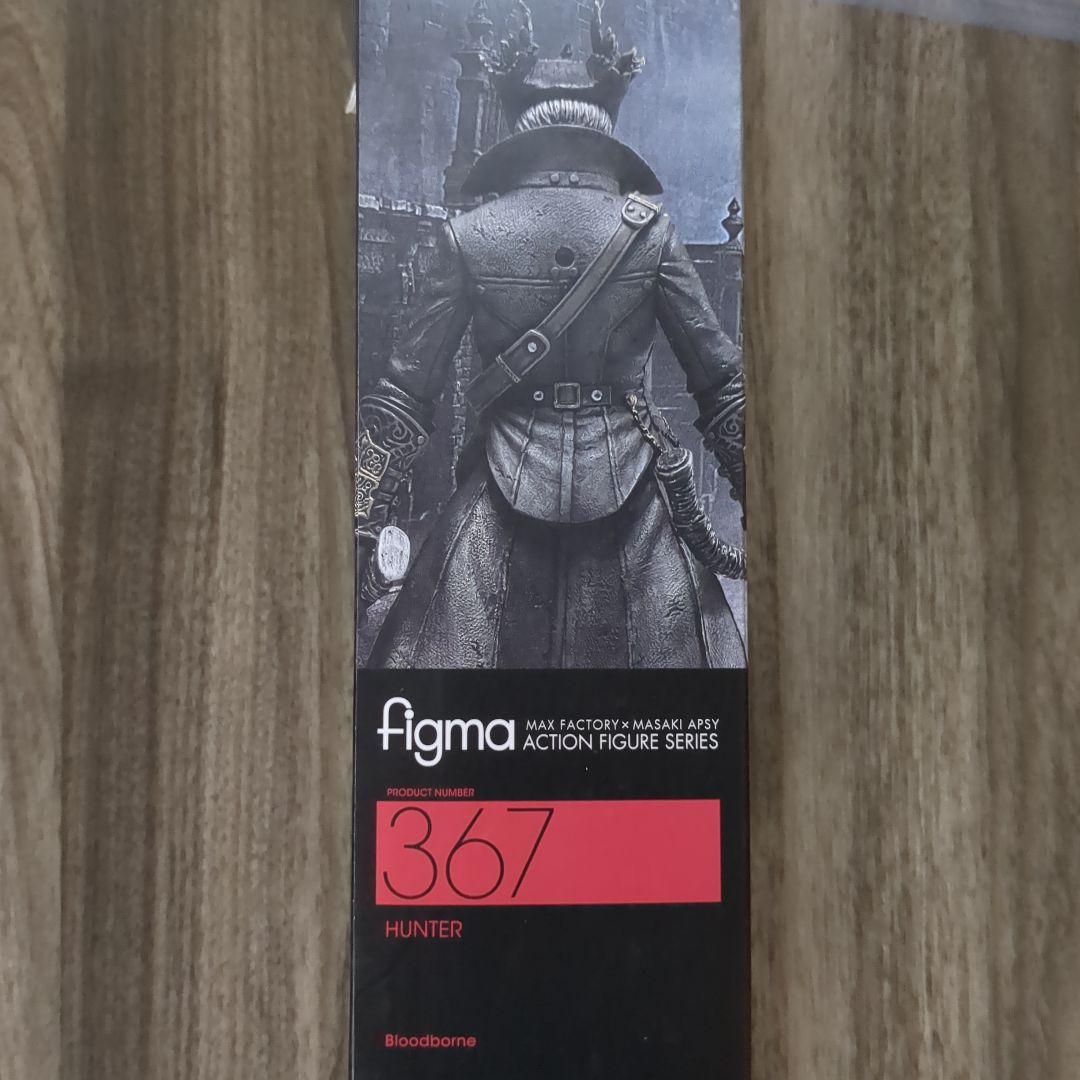 figma MAX FACTORY × MASAKI APSY
ACTION FIGURE SERIES
PRODUCT NUMBER
367
HUNTER
Bloodborne